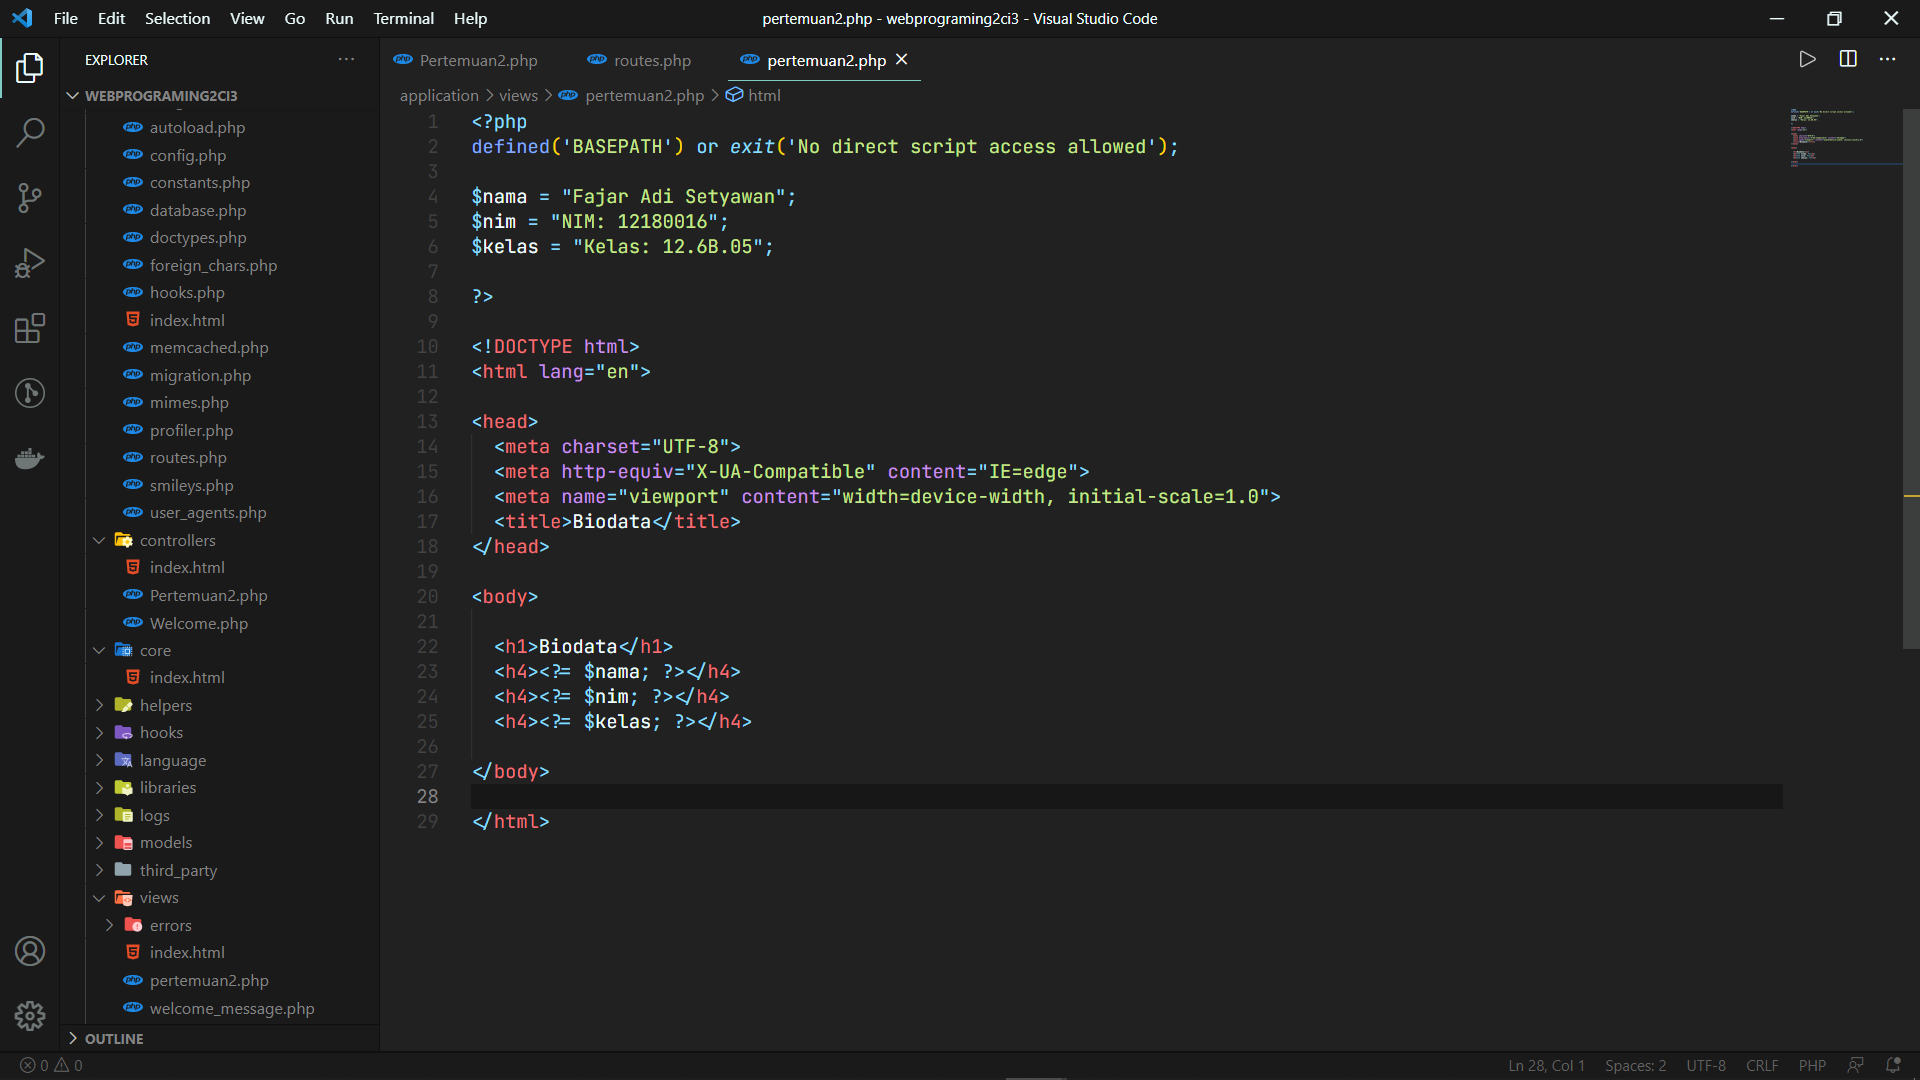 File Edit Selection View Go Run Terminal Help
pertemuan2.php - webprograming2ci3 - Visual Studio Code
EXPLORER
WEBPROGRAMING2CI3
autoload.php
config.php
constants.php
database.php
doctypes.php
foreign_chars.php
hooks.php
index.html
memcached.php
migration.php
mimes.php
profiler.php
routes.php
smileys.php
user_agents.php
controllers
index.html
Pertemuan2.php
Welcome.php
core
index.html
helpers
hooks
language
libraries
logs
models
third_party
views
errors
index.html
pertemuan2.php
welcome_message.php
OUTLINE
Pertemuan2.php routes.php pertemuan2.php
application > views > pertemuan2.php > html
1 <?php
2 defined('BASEPATH') or exit('No direct script access allowed');
3
4 $nama = "Fajar Adi Setyawan";
5 $nim = "NIM: 12180016";
6 $kelas = "Kelas: 12.6B.05";
7
8 ?>
9
10 <!DOCTYPE html>
11 <html lang="en">
12
13 <head>
14 <meta charset="UTF-8">
15 <meta http-equiv="X-UA-Compatible" content="IE=edge">
16 <meta name="viewport" content="width=device-width, initial-scale=1.0">
17 <title>Biodata</title>
18 </head>
19
20 <body>
21
22 <h1>Biodata</h1>
23 <h4><?= $nama; ?></h4>
24 <h4><?= $nim; ?></h4>
25 <h4><?= $kelas; ?></h4>
26
27 </body>
28
29 </html>
0 0
Ln 28, Col 1 Spaces: 2 UTF-8 CRLF PHP